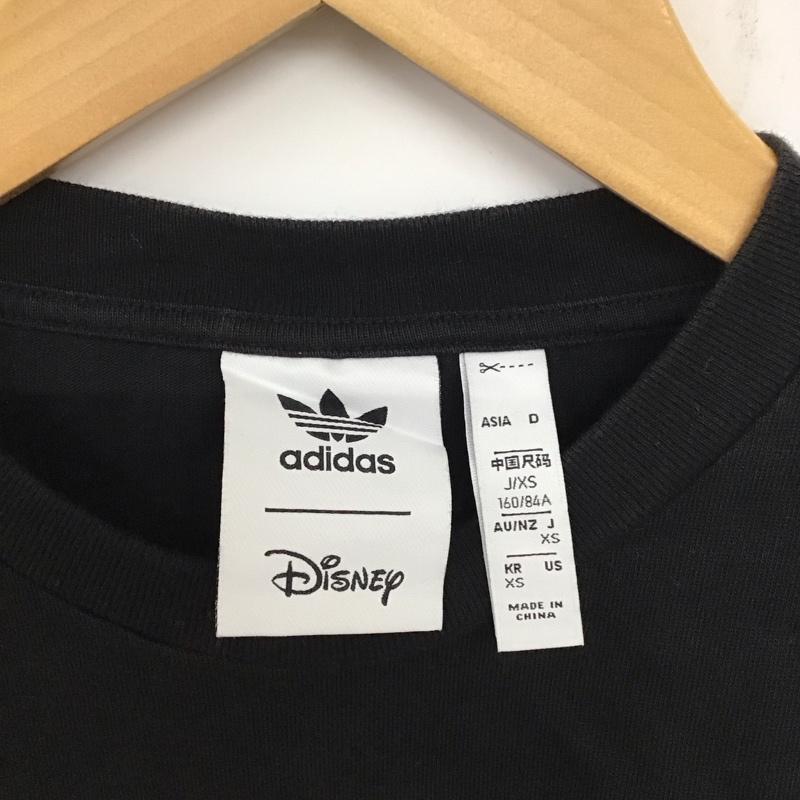 adidas
Disney
ASIA D
中国尺码
J/XS
160/84A
AU/NZ J
XS
KR US
XS
MADE IN
CHINA